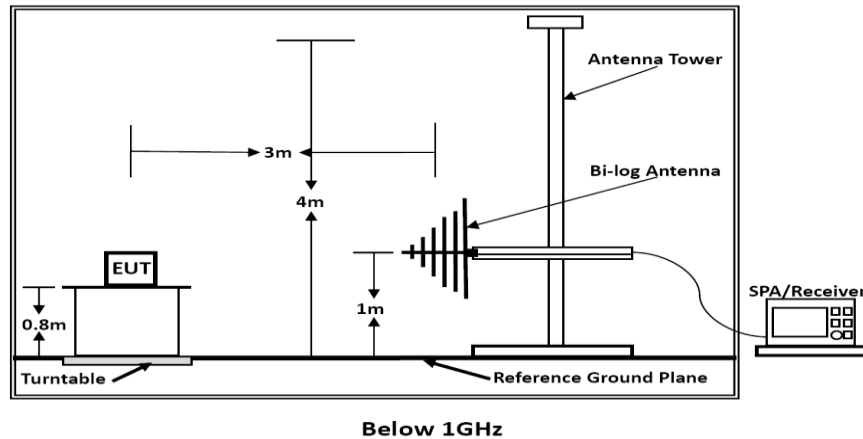 Antenna Tower
3m
Bi-log Antenna
4m
EUT
SPA/Receiver
0.8m
1m
Turntable
Reference Ground Plane
Below 1GHz